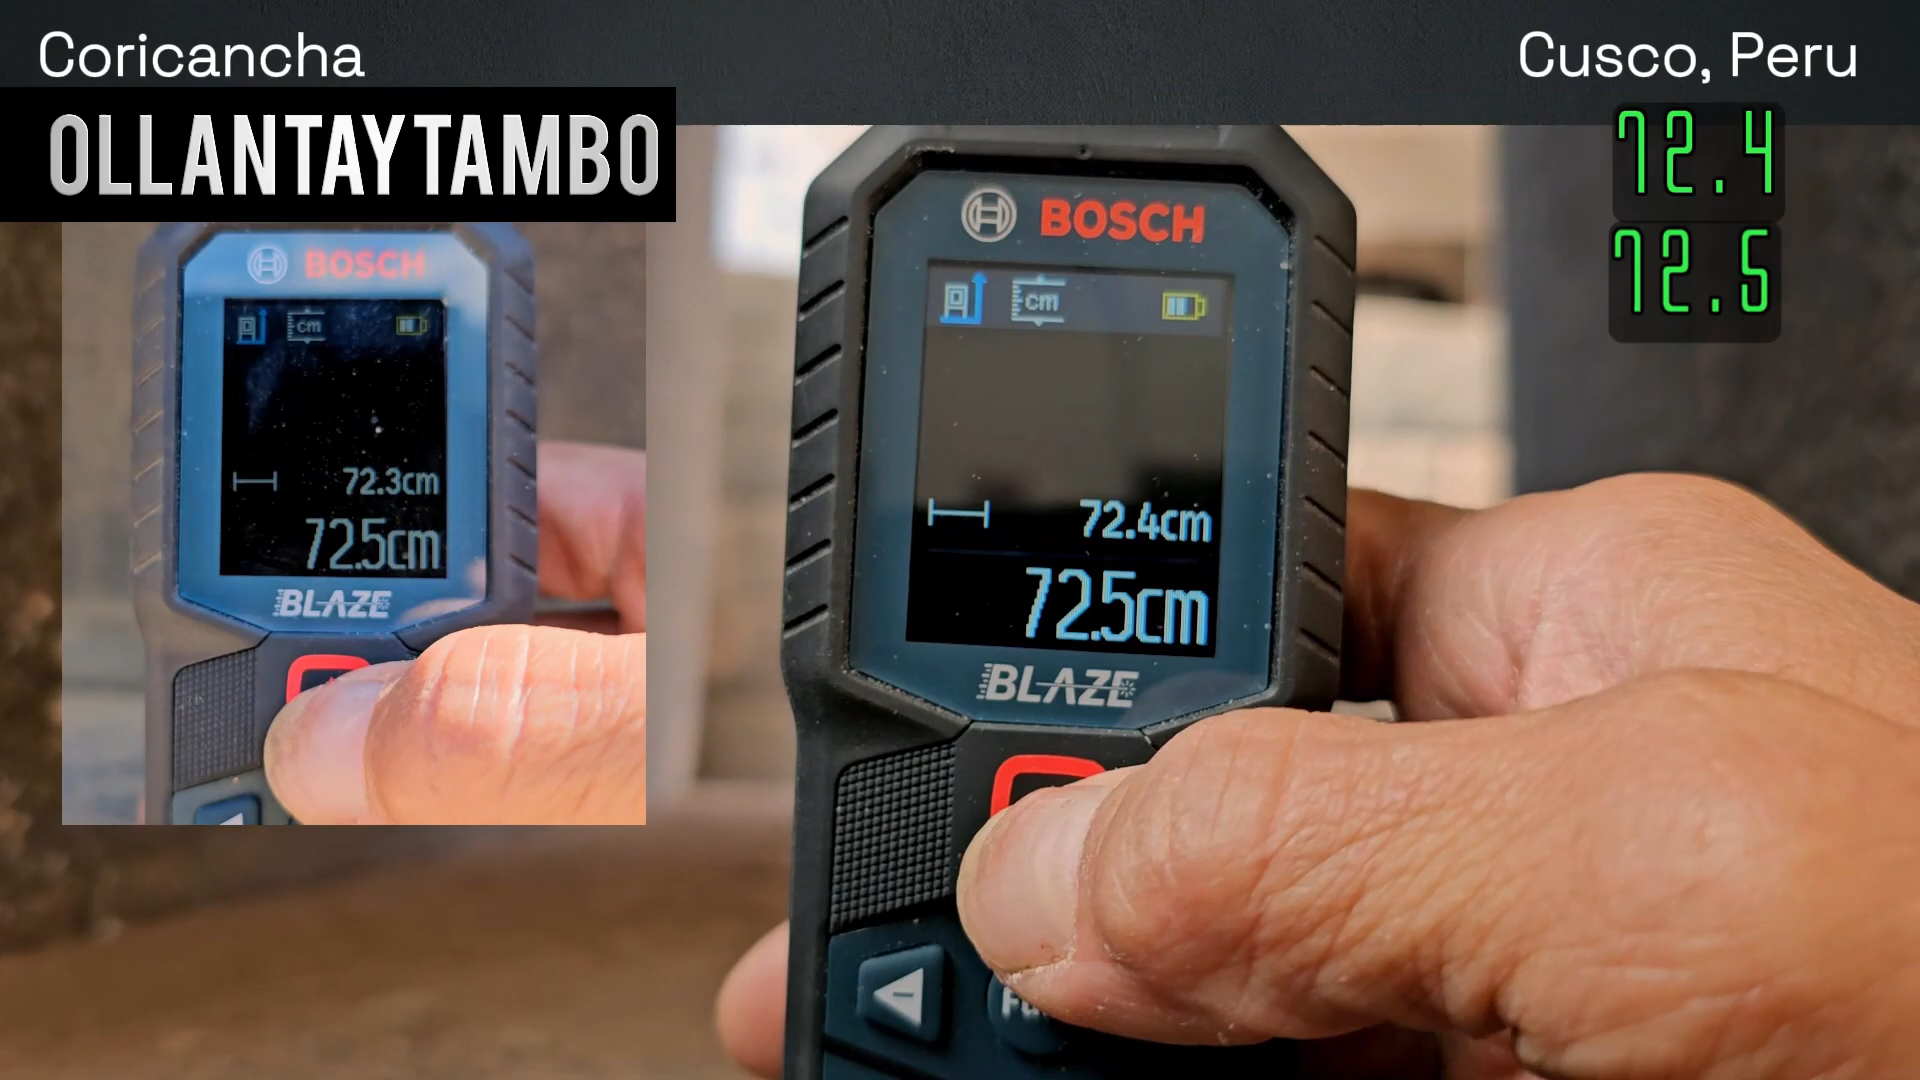 Coricancha
Cusco, Peru
OLLANTAYTAMBO
72.4
72.5
BOSCH
cm
72.3cm
72.5cm
BLAZE
BOSCH
cm
72.4cm
72.5cm
BLAZE